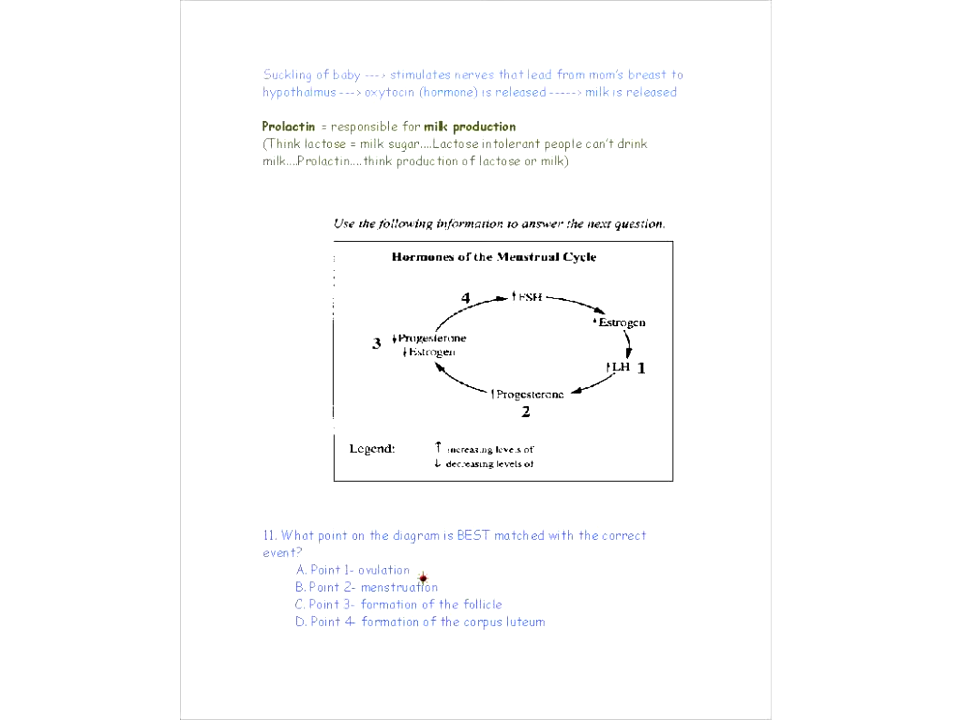 Suckling of baby ---> stimulates nerves that lead from mom's breast to
hypothalmus ---> oxytocin (hormone) is released -----> milk is released
Prolactin = responsible for milk production
(Think lactose = milk sugar....Lactose intolerant people can't drink
milk....Prolactin....think production of lactose or milk)
Use the following information to answer the next question.
Hormones of the Menstrual Cycle
4 ↑FSH
↑Estrogen
3 ↓Progesterone
↓Estrogen
↑LH 1
↑Progesterone
2
Legend: ↑ increasing levels of
↓ decreasing levels of
11. What point on the diagram is BEST matched with the correct
event?
A. Point 1- ovulation
B. Point 2- menstruation
C. Point 3- formation of the follicle
D. Point 4- formation of the corpus luteum